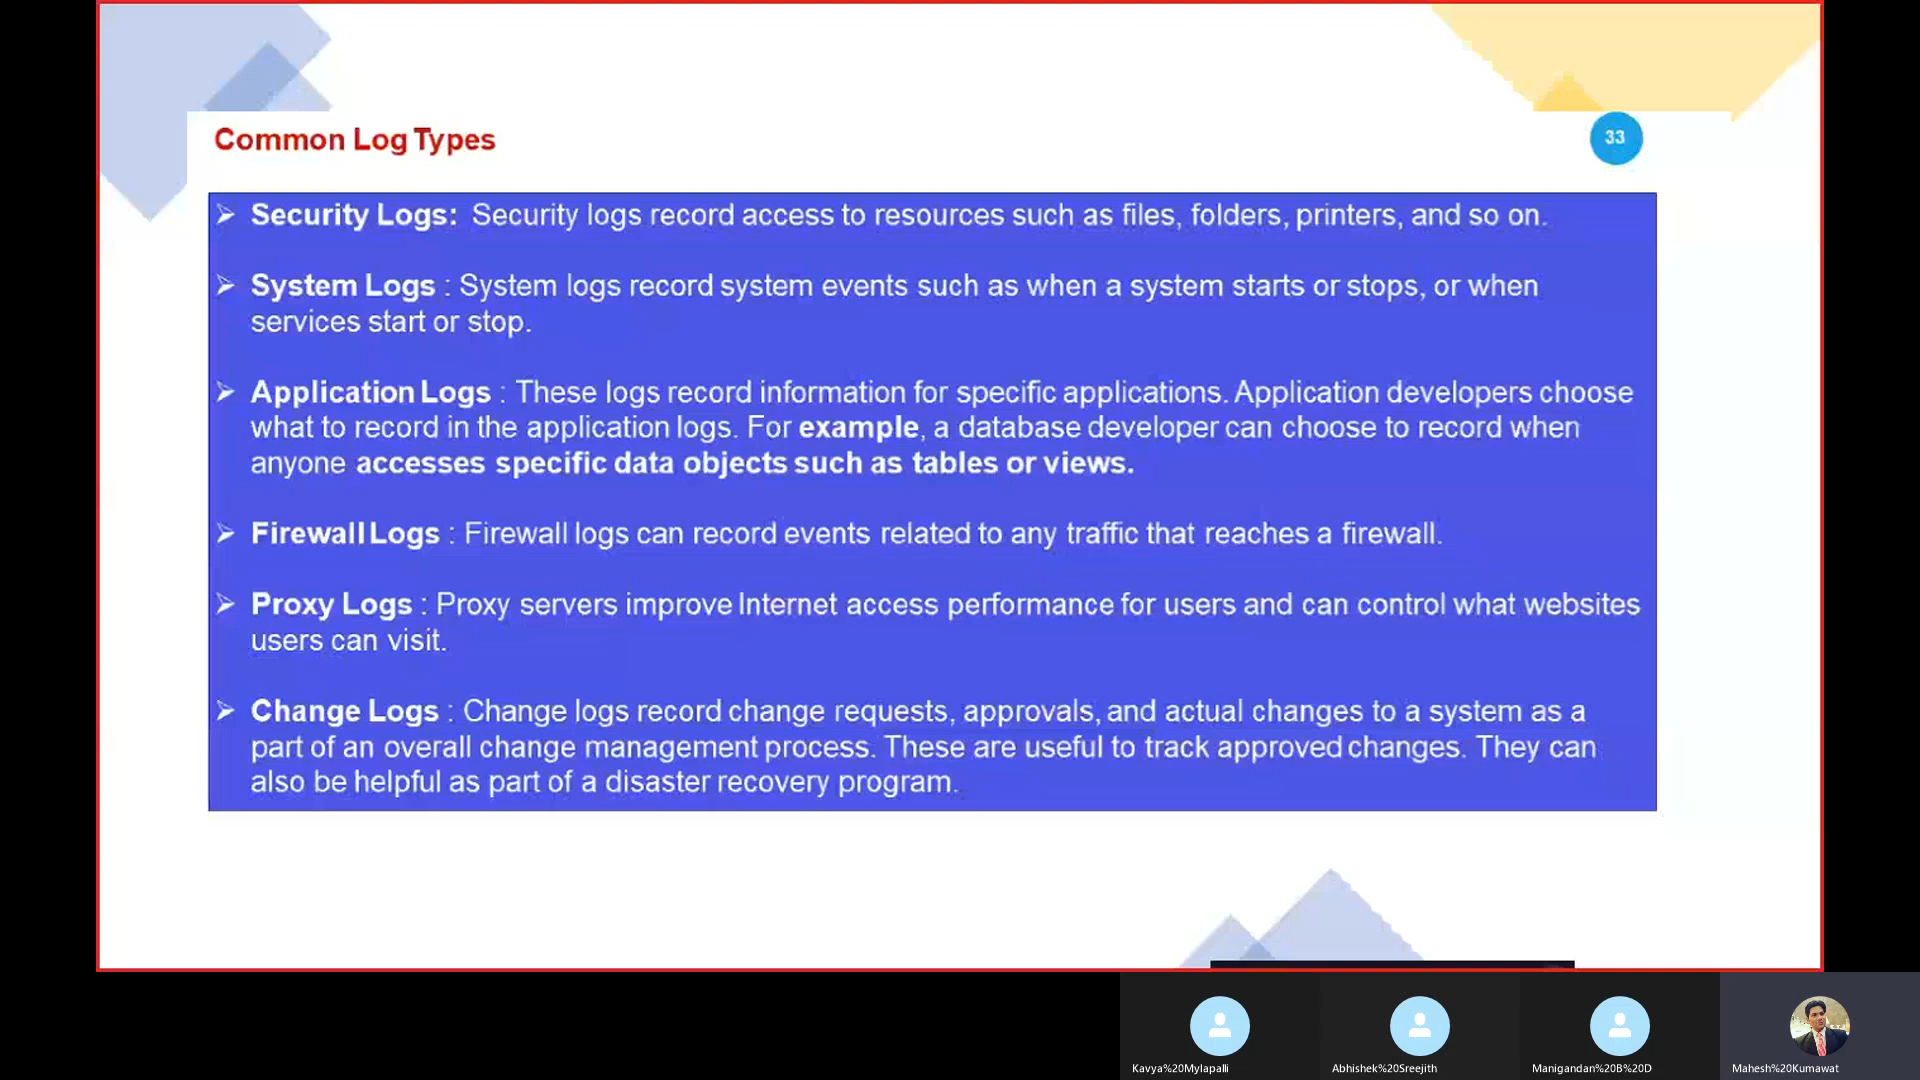 Common Log Types
33
➢ Security Logs: Security logs record access to resources such as files, folders, printers, and so on.
➢ System Logs : System logs record system events such as when a system starts or stops, or when
services start or stop.
➢ Application Logs : These logs record information for specific applications. Application developers choose
what to record in the application logs. For example, a database developer can choose to record when
anyone accesses specific data objects such as tables or views.
➢ Firewall Logs : Firewall logs can record events related to any traffic that reaches a firewall.
➢ Proxy Logs : Proxy servers improve Internet access performance for users and can control what websites
users can visit.
➢ Change Logs : Change logs record change requests, approvals, and actual changes to a system as a
part of an overall change management process. These are useful to track approved changes. They can
also be helpful as part of a disaster recovery program.
Kavya%20Mylapalli
Abhishek%20Sreejith
Manigandan%20B%20D
Mahesh%20Kumawat